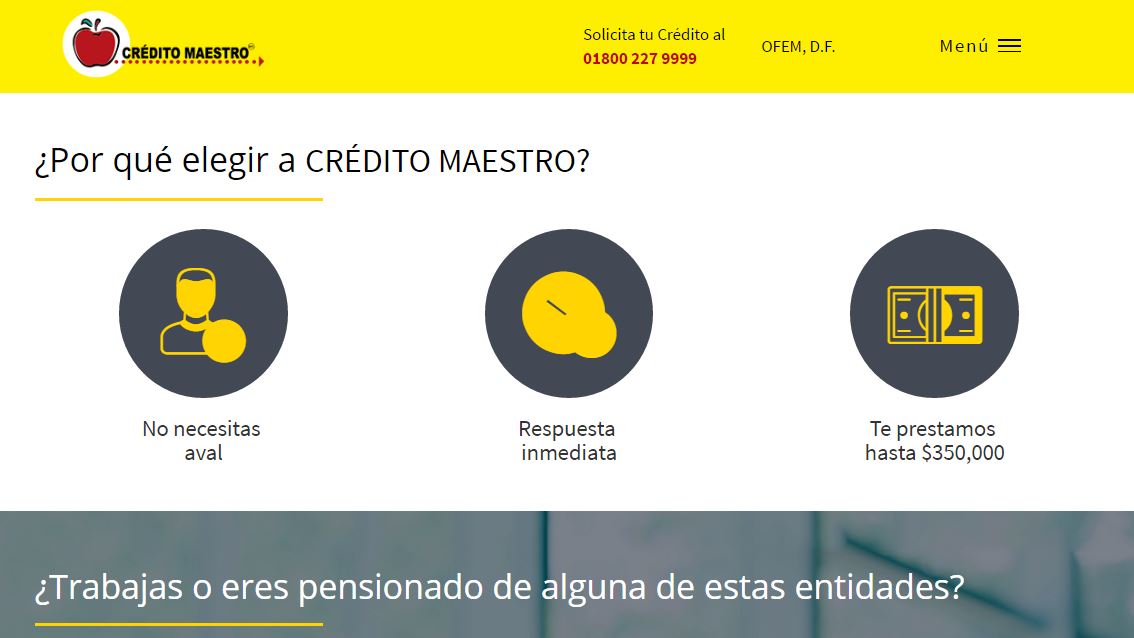 CRÉDITO MAESTRO
Solicita tu Crédito al
01800 227 9999
OFEM, D.F.
Menú
¿Por qué elegir a CRÉDITO MAESTRO?
No necesitas
aval
Respuesta
inmediata
Te prestamos
hasta $350,000
¿Trabajas o eres pensionado de alguna de estas entidades?